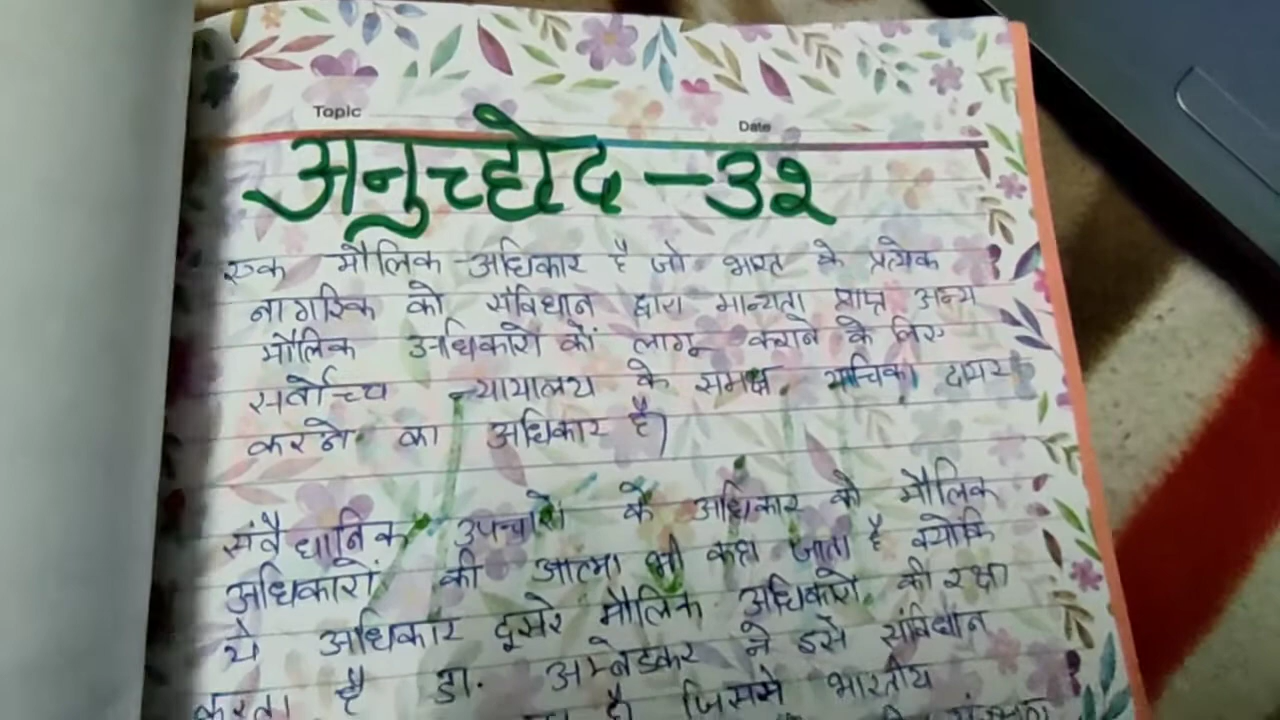 Topic
Date
अनुच्छेद - ३२
एक मौलिक अधिकार है जो भारत के प्रत्येक
नागरिक को संविधान द्वारा मान्यता प्राप्त अन्य
मौलिक अधिकारो को लागू कराने के लिए
सर्वोच्च न्यायालय के समक्ष याचिका दायर
करने का अधिकार है।
संवैधानिक उपचारो के अधिकार को मौलिक
अधिकारों की आत्मा भी कहा जाता है क्योकि
ये अधिकार दूसरे मौलिक अधिकारो की रक्षा
करता है डा. अम्बेडकर ने इसे संविधान
है जिससे भारतीय